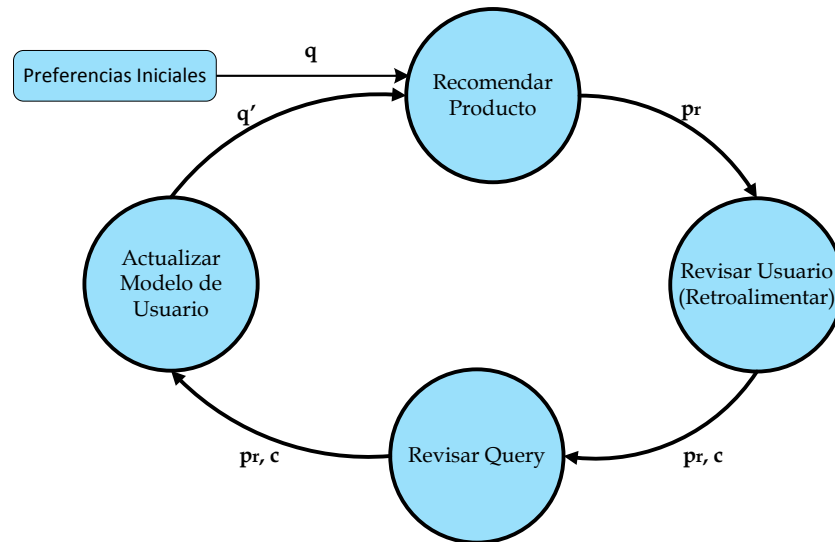 Preferencias Iniciales
q
Recomendar
Producto
q’
pr
Actualizar
Modelo de
Usuario
Revisar Usuario
(Retroalimentar)
Revisar Query
pr, c
pr, c